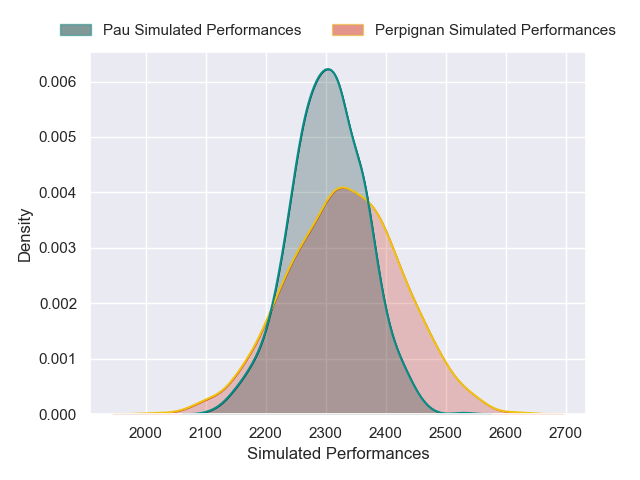 Pau Simulated Performances Perpignan Simulated Performances
0.006
0.005
0.004
0.003
0.002
0.001
0.000
Density
2000 2100 2200 2300 2400 2500 2600 2700
Simulated Performances